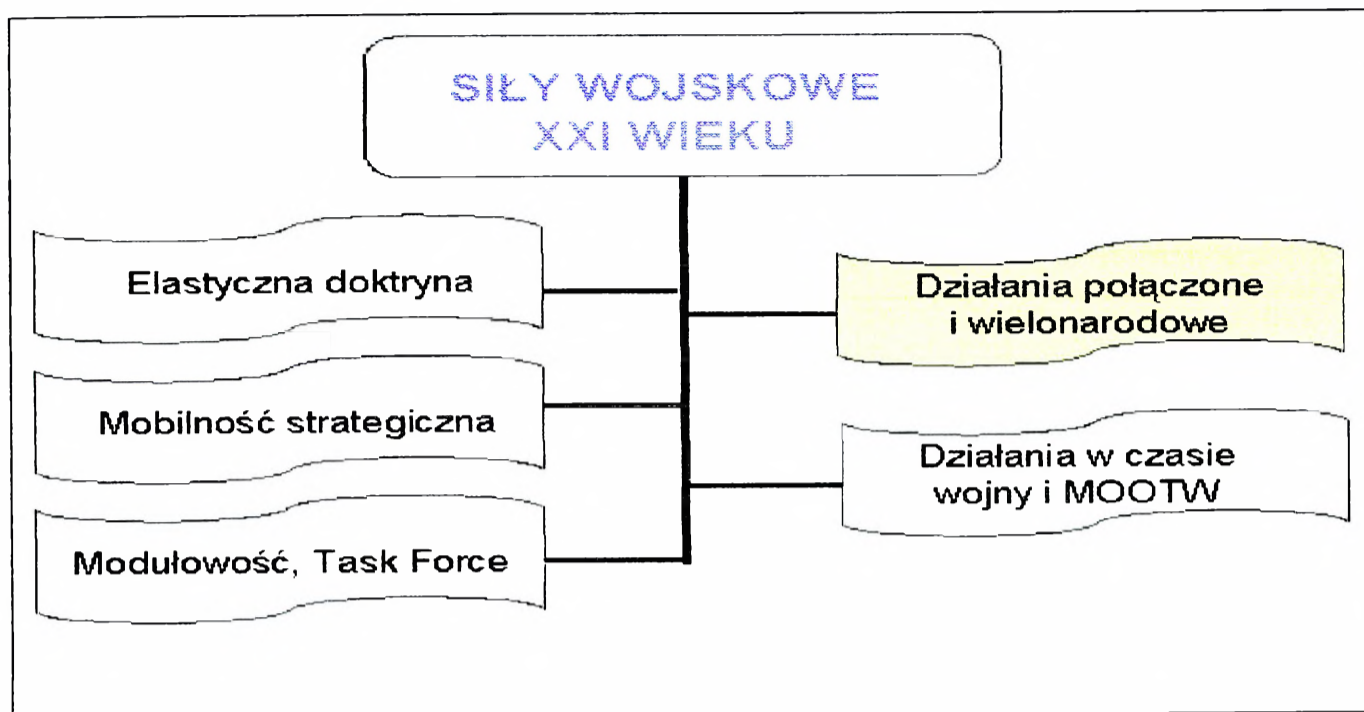 SIŁY WOJSKOWE
XXI WIEKU
Elastyczna doktryna
Mobilność strategiczna
Modułowość, Task Force
Działania połączone
i wielonarodowe
Działania w czasie
wojny i MOOTW